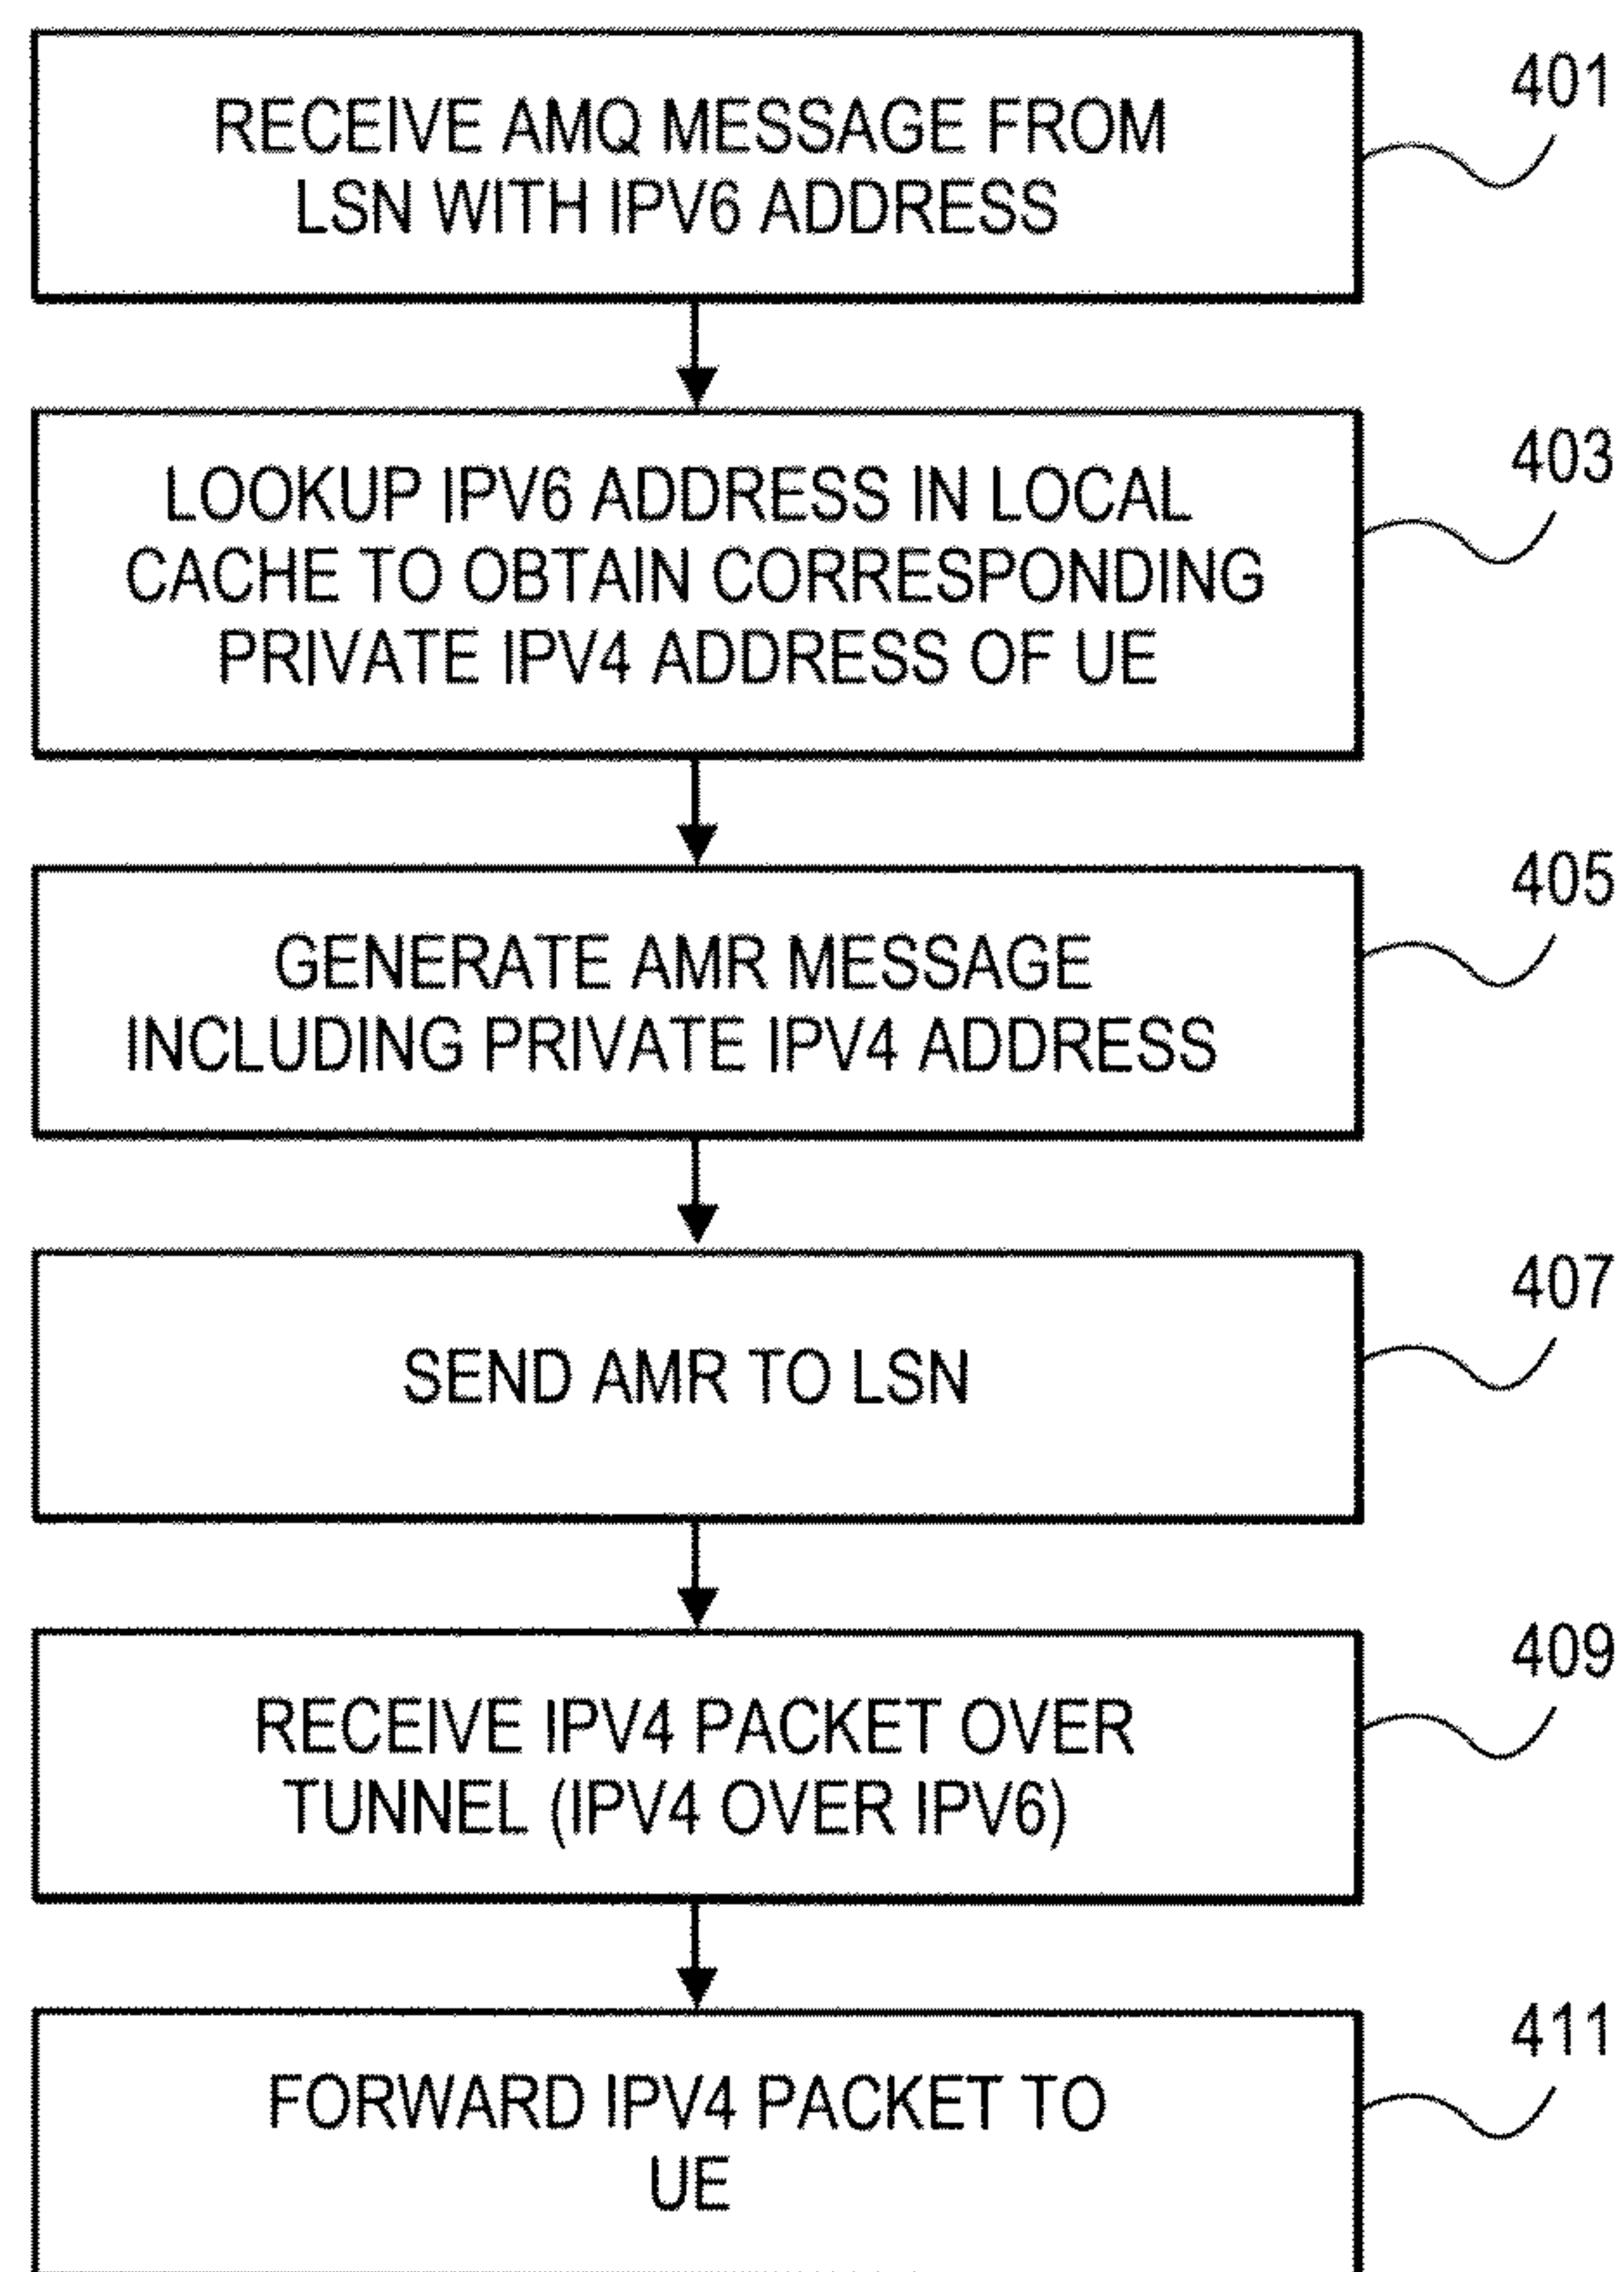 RECEIVE AMQ MESSAGE FROM
LSN WITH IPV6 ADDRESS
401
LOOKUP IPV6 ADDRESS IN LOCAL
CACHE TO OBTAIN CORRESPONDING
PRIVATE IPV4 ADDRESS OF UE
403
GENERATE AMR MESSAGE
INCLUDING PRIVATE IPV4 ADDRESS
405
SEND AMR TO LSN
407
RECEIVE IPV4 PACKET OVER
TUNNEL (IPV4 OVER IPV6)
409
FORWARD IPV4 PACKET TO
UE
411